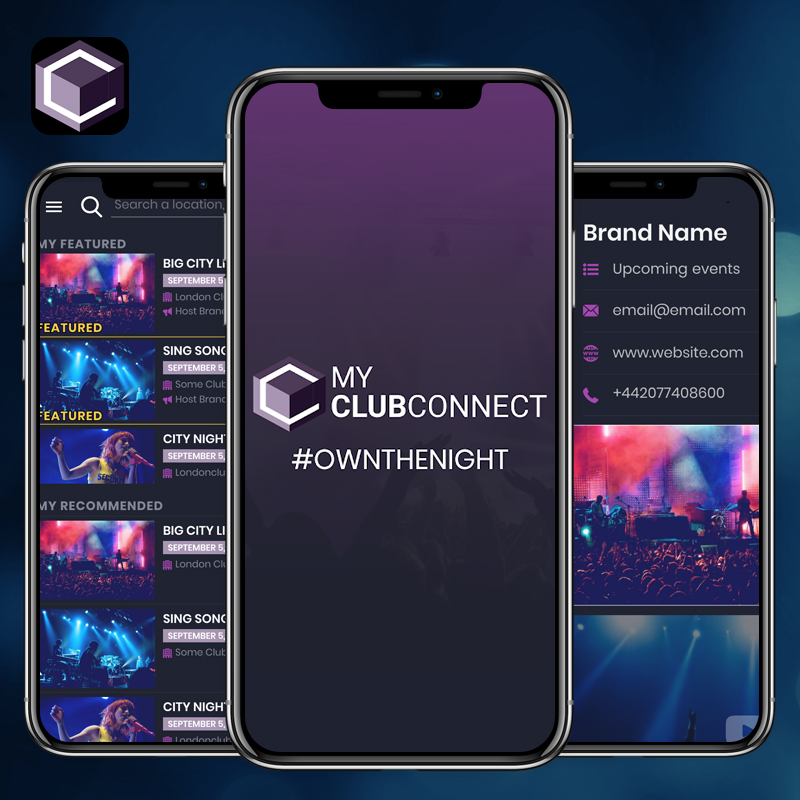 Search a location,
MY FEATURED
BIG CITY LI
SEPTEMBER 5,
London Cl
Host Bran
FEATURED
SING SONG
SEPTEMBER 5,
Some Club
Host Brand
FEATURED
CITY NIGHT
SEPTEMBER 5,
Londonclub
MY RECOMMENDED
BIG CITY LI
SEPTEMBER 5,
London Clu
SING SONG
SEPTEMBER 5,
Some Club
CITY NIGHT
SEPTEMBER 5,
Londonclub
MY
CLUBCONNECT
#OWNTHENIGHT
Brand Name
Upcoming events
email@email.com
www.website.com
+442077408600